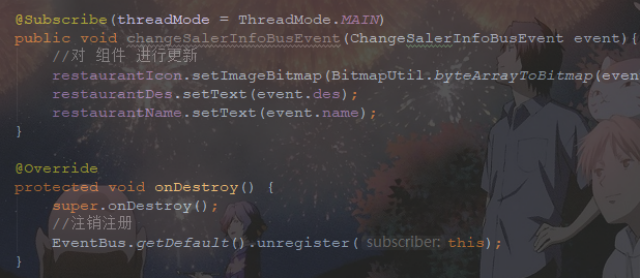 @Subscribe(threadMode = ThreadMode.MAIN)
public void changeSalerInfoBusEvent(ChangeSalerInfoBusEvent event){
//对 组件 进行更新
restaurantIcon.setImageBitmap(BitmapUtil.byteArrayToBitmap(even
restaurantDes.setText(event.des);
restaurantName.setText(event.name);
}
@Override
protected void onDestroy() {
super.onDestroy();
//注销注册
EventBus.getDefault().unregister( subscriber: this);
}